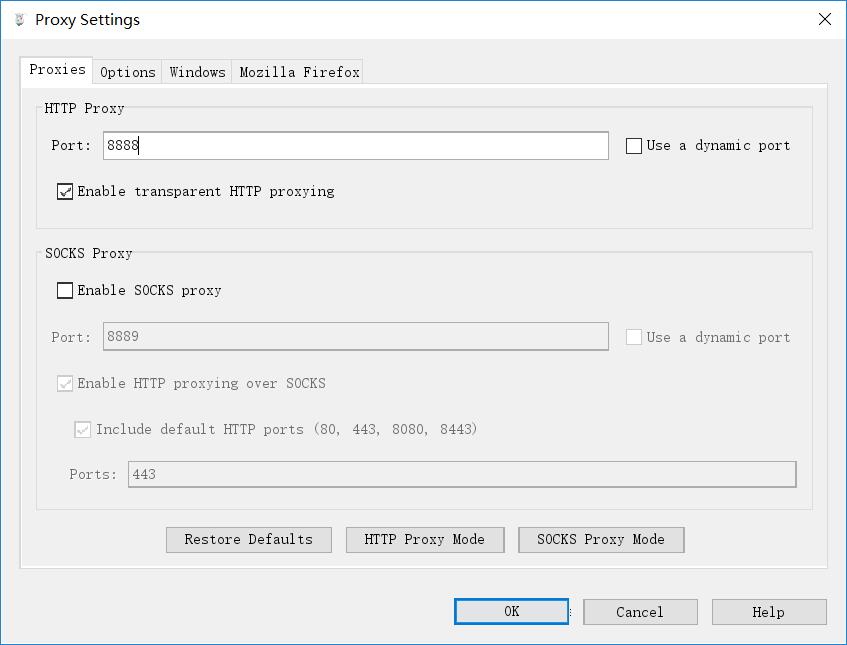 Proxy Settings
Proxies Options Windows Mozilla Firefox
HTTP Proxy
Port: 8888 Use a dynamic port
Enable transparent HTTP proxying
SOCKS Proxy
Enable SOCKS proxy
Port: 8889 Use a dynamic port
Enable HTTP proxying over SOCKS
Include default HTTP ports (80, 443, 8080, 8443)
Ports: 443
Restore Defaults HTTP Proxy Mode SOCKS Proxy Mode
OK Cancel Help